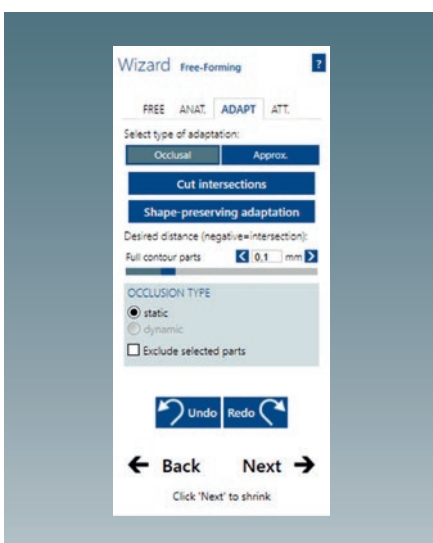 Wizard Free-Forming ?
FREE ANAT. ADAPT ATT.
Select type of adaptation:
Occlusal Approx.
Cut intersections
Shape-preserving adaptation
Desired distance (negative=intersection):
Full contour parts 0,1 mm
OCCLUSION TYPE
static
dynamic
Exclude selected parts
Undo Redo
Back Next
Click 'Next' to shrink